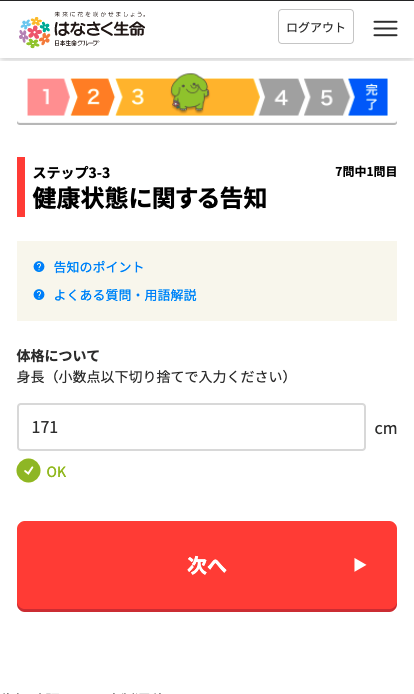 未来に花を咲かせましょう。
はなさく生命
日本生命グループ
ログアウト
1 2 3 4 5 完了
ステップ3-3
7問中1問目
健康状態に関する告知
告知のポイント
よくある質問・用語解説
体格について
身長（小数点以下切り捨てで入力ください）
171 cm
OK
次へ